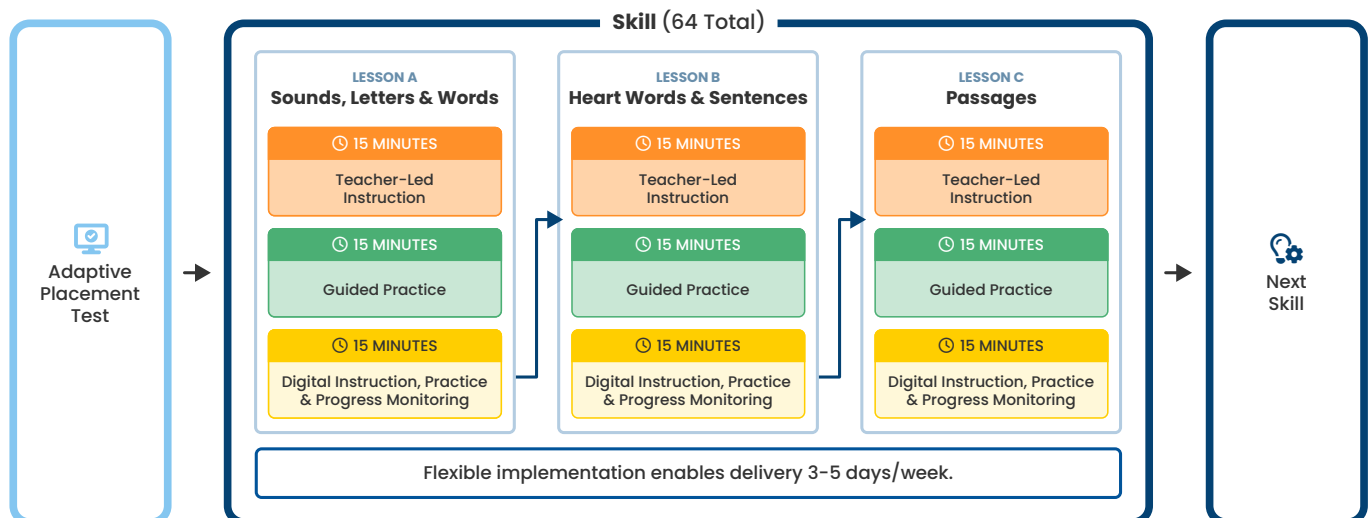 Adaptive
Placement
Test
Skill (64 Total)
LESSON A
Sounds, Letters & Words
15 MINUTES
Teacher-Led
Instruction
15 MINUTES
Guided Practice
15 MINUTES
Digital Instruction, Practice
& Progress Monitoring
LESSON B
Heart Words & Sentences
15 MINUTES
Teacher-Led
Instruction
15 MINUTES
Guided Practice
15 MINUTES
Digital Instruction, Practice
& Progress Monitoring
LESSON C
Passages
15 MINUTES
Teacher-Led
Instruction
15 MINUTES
Guided Practice
15 MINUTES
Digital Instruction, Practice
& Progress Monitoring
Flexible implementation enables delivery 3-5 days/week.
Next
Skill